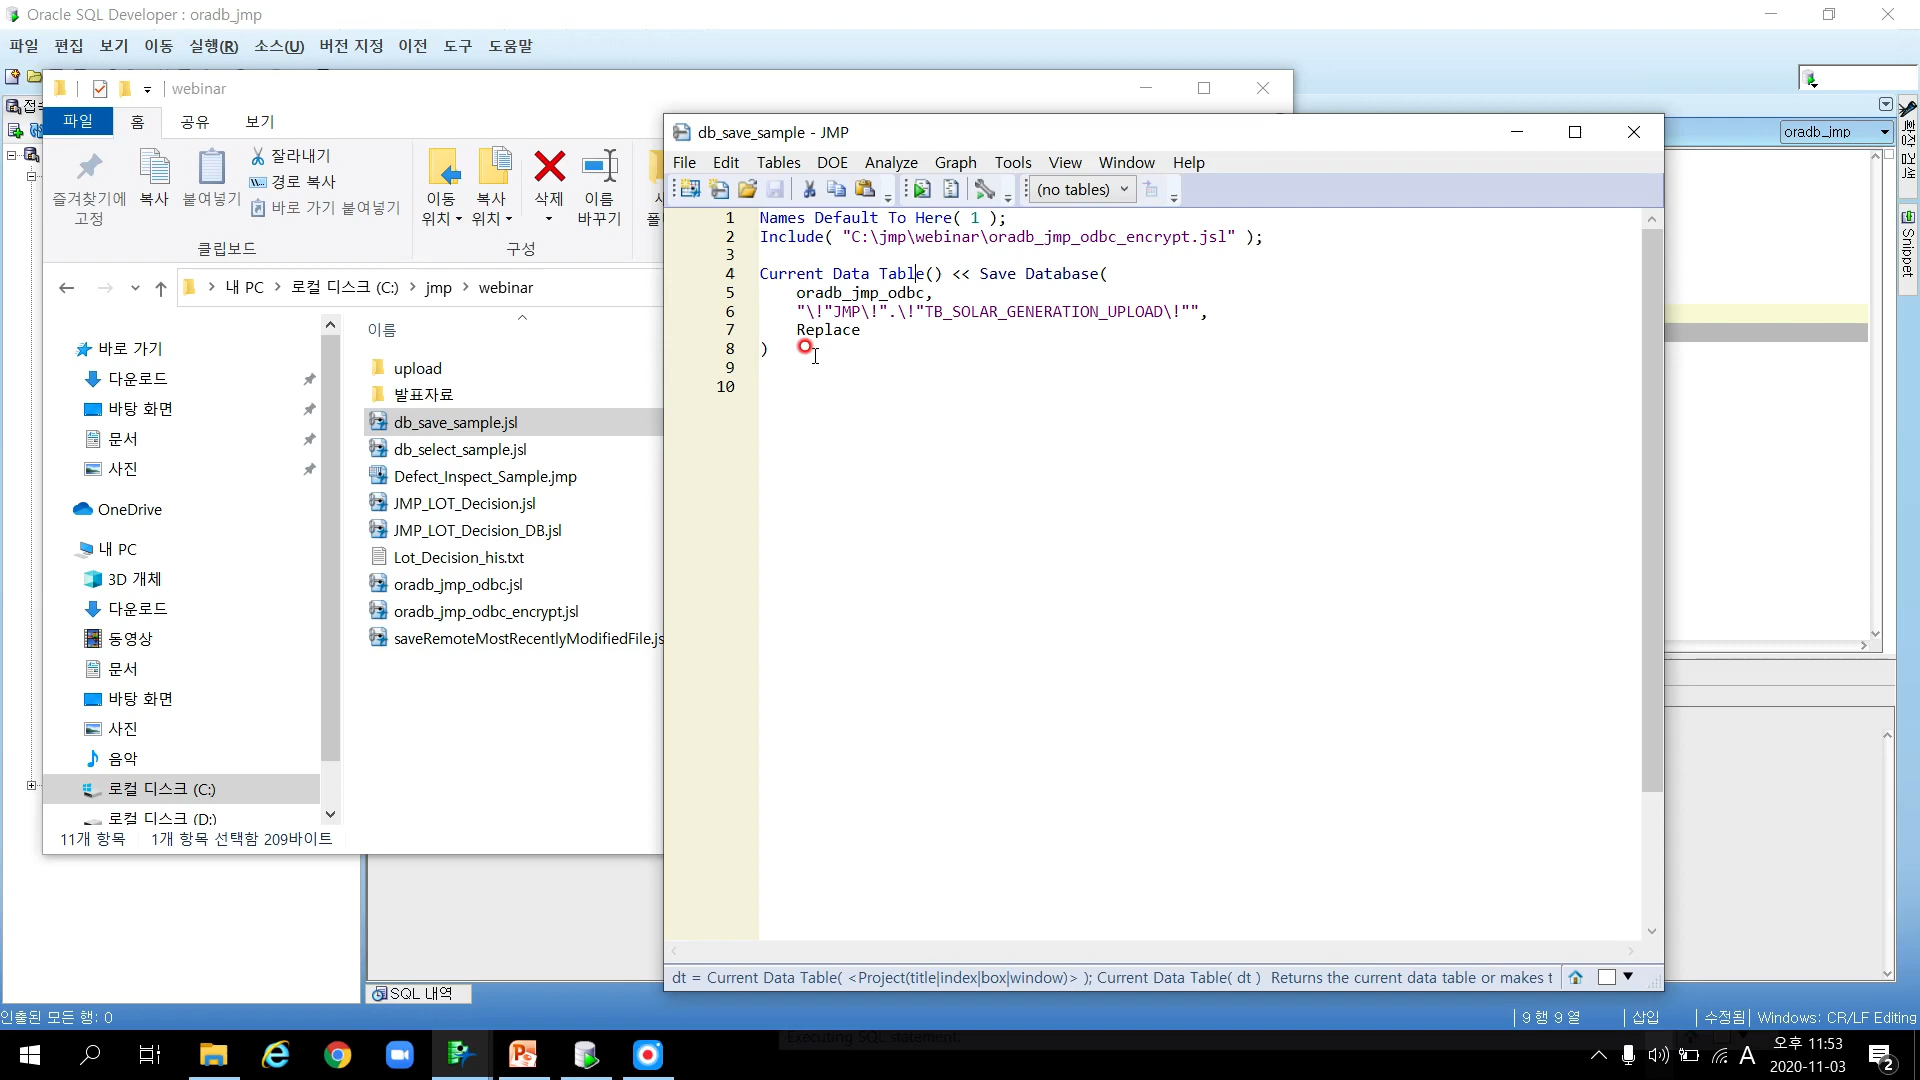 Oracle SQL Developer : oradb_jmp
파일 편집 보기 이동 실행(R) 소스(U) 버전 지정 이전 도구 도움말
webinar
파일 홈 공유 보기
즐겨찾기에 고정
복사
붙여넣기
잘라내기
경로 복사
바로 가기 붙여넣기
클립보드
이동 위치
복사 위치
삭제
이름 바꾸기
구성
내 PC > 로컬 디스크 (C:) > jmp > webinar
바로 가기
다운로드
바탕 화면
문서
사진
OneDrive
내 PC
3D 개체
다운로드
동영상
문서
바탕 화면
사진
음악
로컬 디스크 (C:)
로컬 디스크 (D:)
이름
upload
발표자료
db_save_sample.jsl
db_select_sample.jsl
Defect_Inspect_Sample.jmp
JMP_LOT_Decision.jsl
JMP_LOT_Decision_DB.jsl
Lot_Decision_his.txt
oradb_jmp_odbc.jsl
oradb_jmp_odbc_encrypt.jsl
saveRemoteMostRecentlyModifiedFile.js
11개 항목 1개 항목 선택함 209바이트
db_save_sample - JMP
File Edit Tables DOE Analyze Graph Tools View Window Help
(no tables)
1 Names Default To Here( 1 );
2 Include( "C:\jmp\webinar\oradb_jmp_odbc_encrypt.jsl" );
3
4 Current Data Table() << Save Database(
5 oradb_jmp_odbc,
6 "\!"JMP\!".\!"TB_SOLAR_GENERATION_UPLOAD\!"",
7 Replace
8 )
9
10
dt = Current Data Table( <Project(title|index|box|window)> ); Current Data Table( dt ) Returns the current data table or makes t
oradb_jmp
확장 검색
Snippet
SQL 내역
인출된 모든 행: 0
9 행 9 열 삽입 수정됨 Windows: CR/LF Editing
Executing SQL statement.
A
오후 11:53
2020-11-03
2